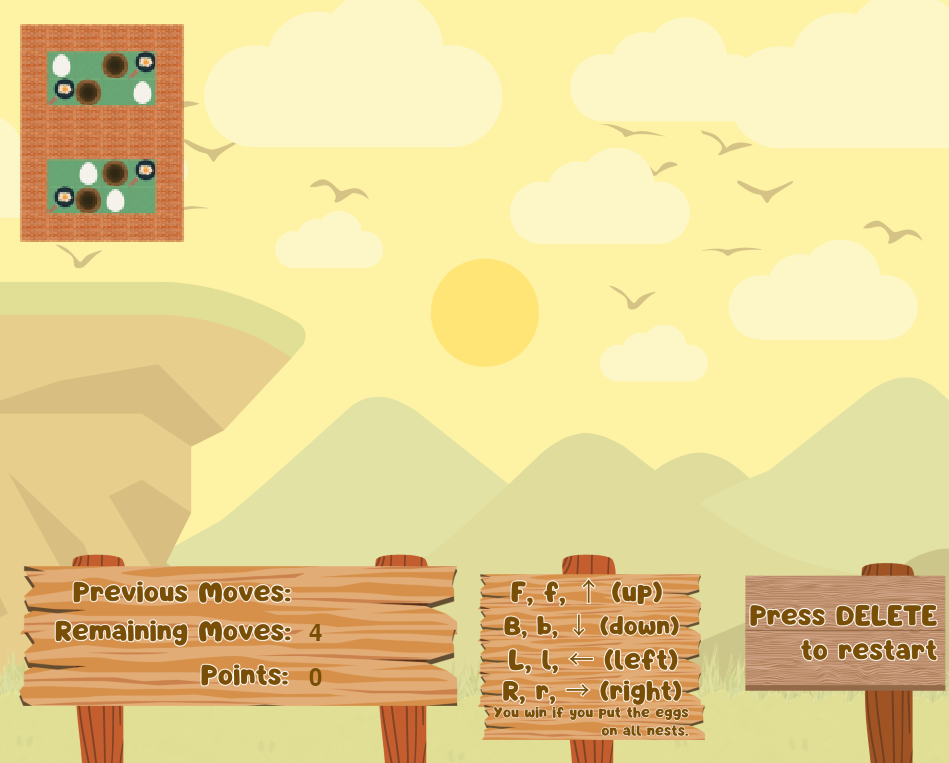 Previous Moves:
Remaining Moves: 4
Points: 0
F, f, ↑ (up)
B, b, ↓ (down)
L, l, ← (left)
R, r, → (right)
You win if you put the eggs
on all nests.
Press DELETE
to restart